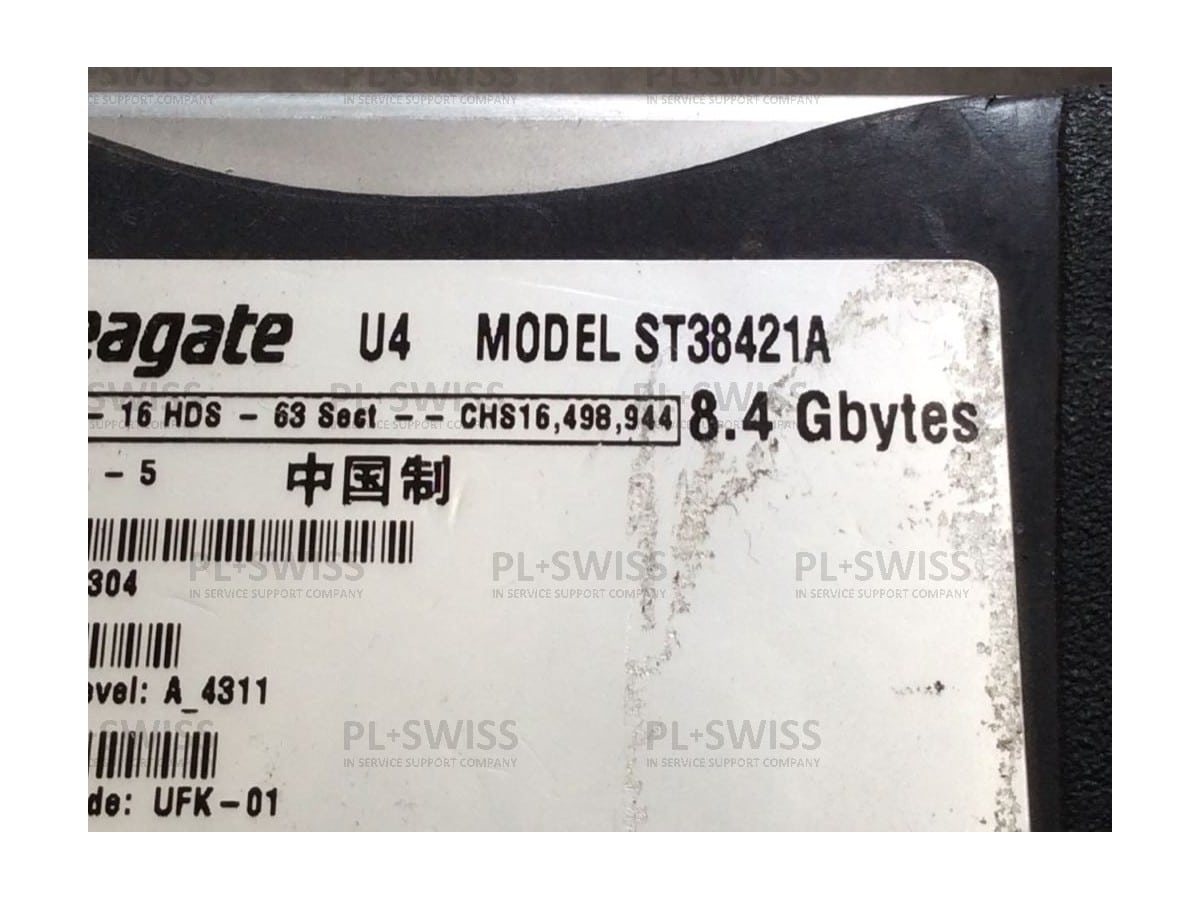 eagate U4 MODEL ST38421A
- 16 HDS - 63 Sect - - CHS16,498,944 8.4 Gbytes
- 5 中国制
304
evel: A_4311
de: UFK-01
PL+SWISS
IN SERVICE SUPPORT COMPANY